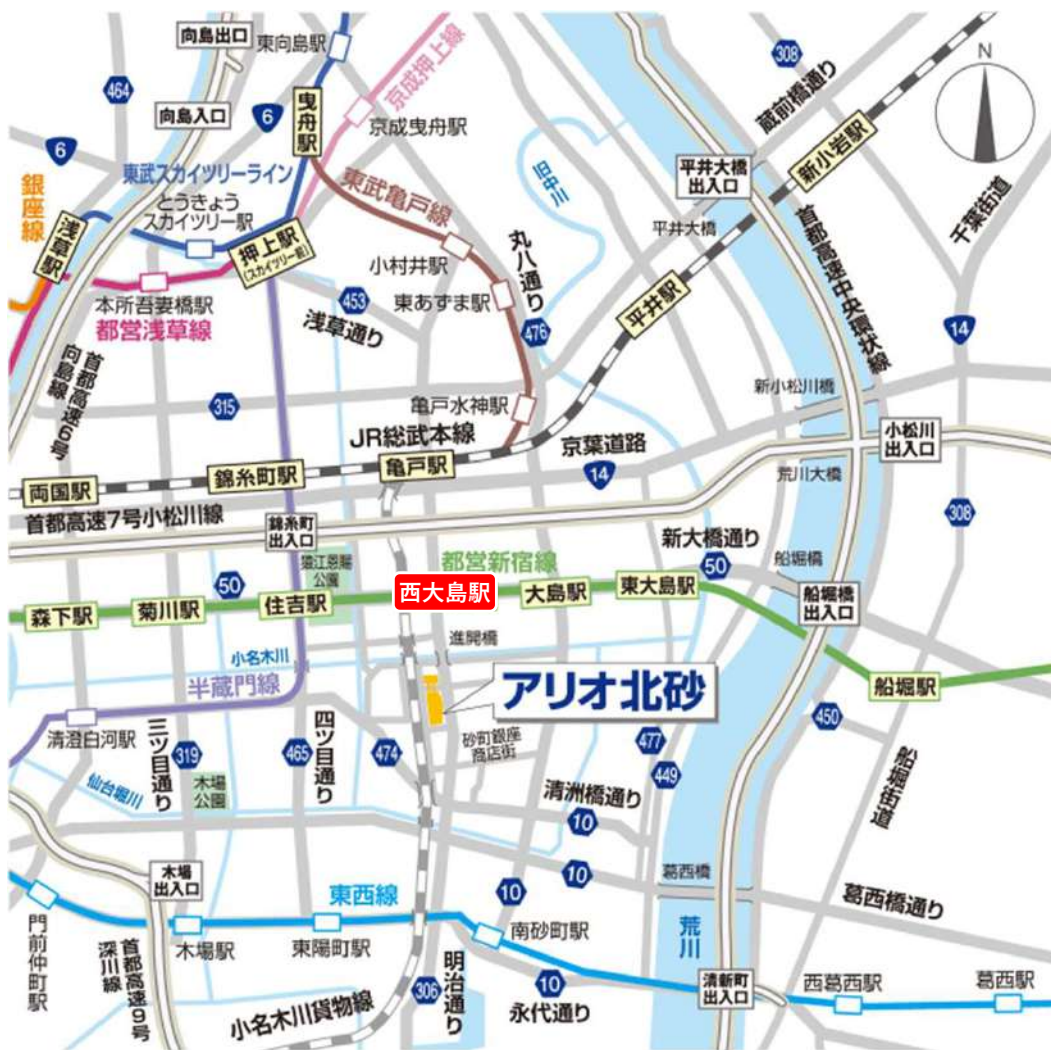 向島出口
東向島駅
京成押上線
308
蔵前橋通り
N
464
向島入口
6
曳舟駅
京成曳舟駅
新小岩駅
6
東武スカイツリーライン
とうきょう
スカイツリー駅
東武亀戸線
旧中川
平井大橋
出入口
首都高速中央環状線
千葉街道
銀座線
浅草駅
押上駅
(スカイツリー前)
小村井駅
丸八通り
平井大橋
本所吾妻橋駅
都営浅草線
453
浅草通り
東あずま駅
476
平井駅
14
首都高速6号
向島線
315
亀戸水神駅
新小松川橋
JR総武本線
京葉道路
小松川
出入口
両国駅
錦糸町駅
亀戸駅
14
荒川大橋
首都高速7号小松川線
錦糸町
出入口
308
猿江恩賜
公園
都営新宿線
新大橋通り
50
船堀橋
50
森下駅
菊川駅
住吉駅
西大島駅
大島駅
東大島駅
船堀橋
出入口
進開橋
小名木川
半蔵門線
アリオ北砂
船堀駅
清澄白河駅
三ツ目通り
319
465
四ツ目通り
474
砂町銀座
商店街
477
450
449
船堀街道
仙台堀川
木場
公園
清洲橋通り
10
木場
出入口
10
葛西橋
東西線
10
葛西橋通り
門前仲町駅
首都高速9号
深川線
木場駅
東陽町駅
南砂町駅
荒川
306
明治通り
10
永代通り
清新町
出入口
西葛西駅
葛西駅
小名木川貨物線